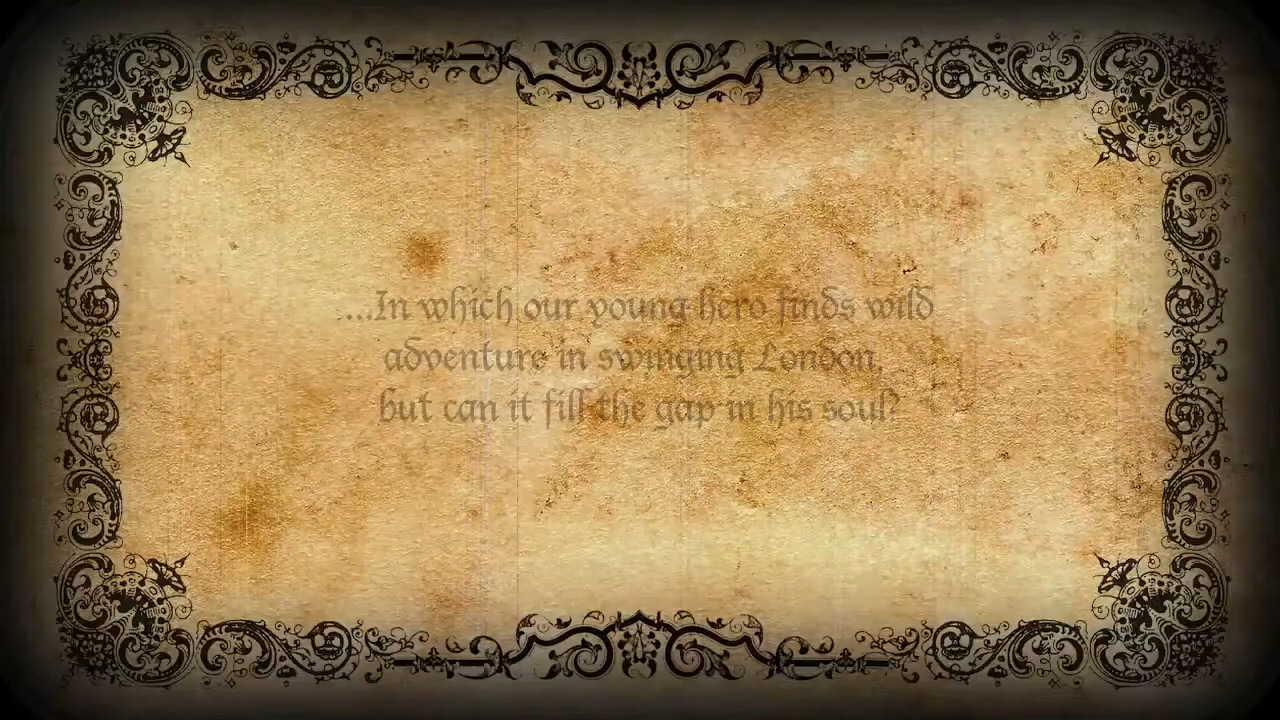 ...In which our young hero finds wild
adventure in swinging London,
but can it fill the gap in his soul?